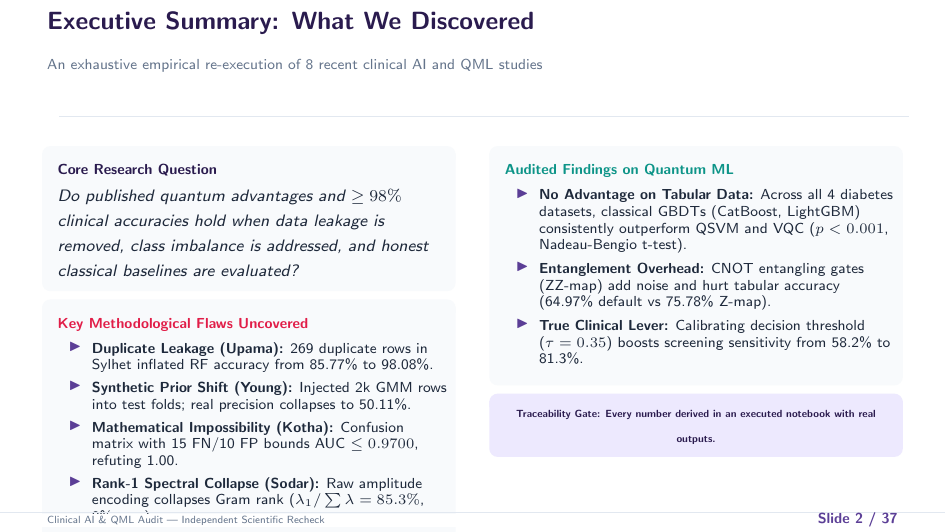 Executive Summary: What We Discovered
An exhaustive empirical re-execution of 8 recent clinical AI and QML studies
Core Research Question
Do published quantum advantages and ≥ 98%
clinical accuracies hold when data leakage is
removed, class imbalance is addressed, and honest
classical baselines are evaluated?
Key Methodological Flaws Uncovered
▶ Duplicate Leakage (Upama): 269 duplicate rows in
Sylhet inflated RF accuracy from 85.77% to 98.08%.
▶ Synthetic Prior Shift (Young): Injected 2k GMM rows
into test folds; real precision collapses to 50.11%.
▶ Mathematical Impossibility (Kotha): Confusion
matrix with 15 FN/10 FP bounds AUC ≤ 0.9700,
refuting 1.00.
▶ Rank-1 Spectral Collapse (Sodar): Raw amplitude
encoding collapses Gram rank (λ₁/∑ λ = 85.3%,
Audited Findings on Quantum ML
▶ No Advantage on Tabular Data: Across all 4 diabetes
datasets, classical GBDTs (CatBoost, LightGBM)
consistently outperform QSVM and VQC (p < 0.001,
Nadeau-Bengio t-test).
▶ Entanglement Overhead: CNOT entangling gates
(ZZ-map) add noise and hurt tabular accuracy
(64.97% default vs 75.78% Z-map).
▶ True Clinical Lever: Calibrating decision threshold
(τ = 0.35) boosts screening sensitivity from 58.2% to
81.3%.
Traceability Gate: Every number derived in an executed notebook with real
outputs.
Clinical AI & QML Audit — Independent Scientific Recheck
Slide 2 / 37